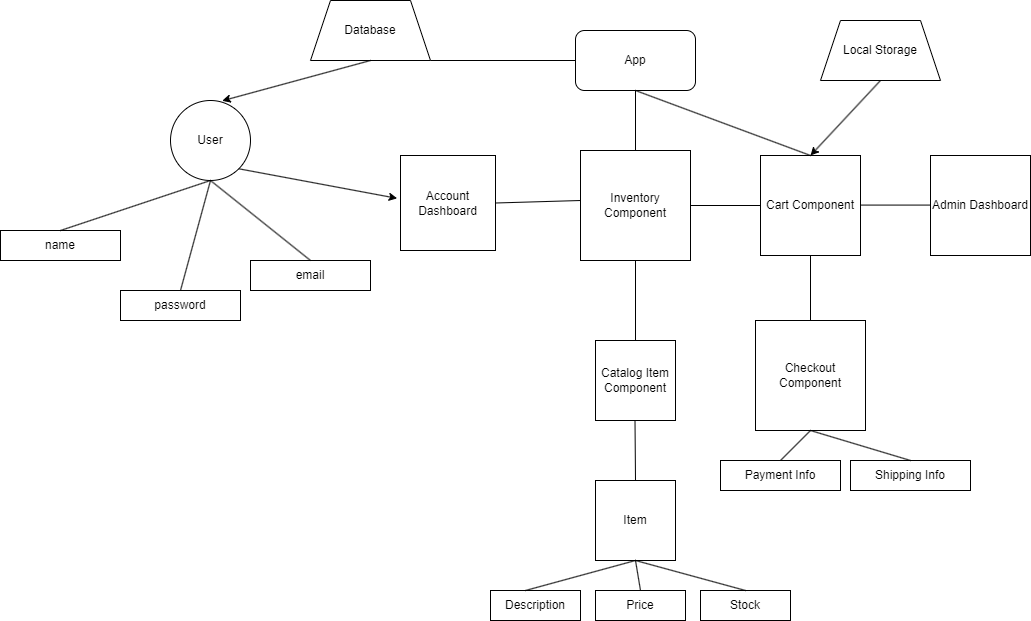 Database
App
Local Storage
User
Account
Dashboard
Inventory
Component
Cart Component
Admin Dashboard
name
email
password
Catalog Item
Component
Checkout
Component
Payment Info
Shipping Info
Item
Description
Price
Stock